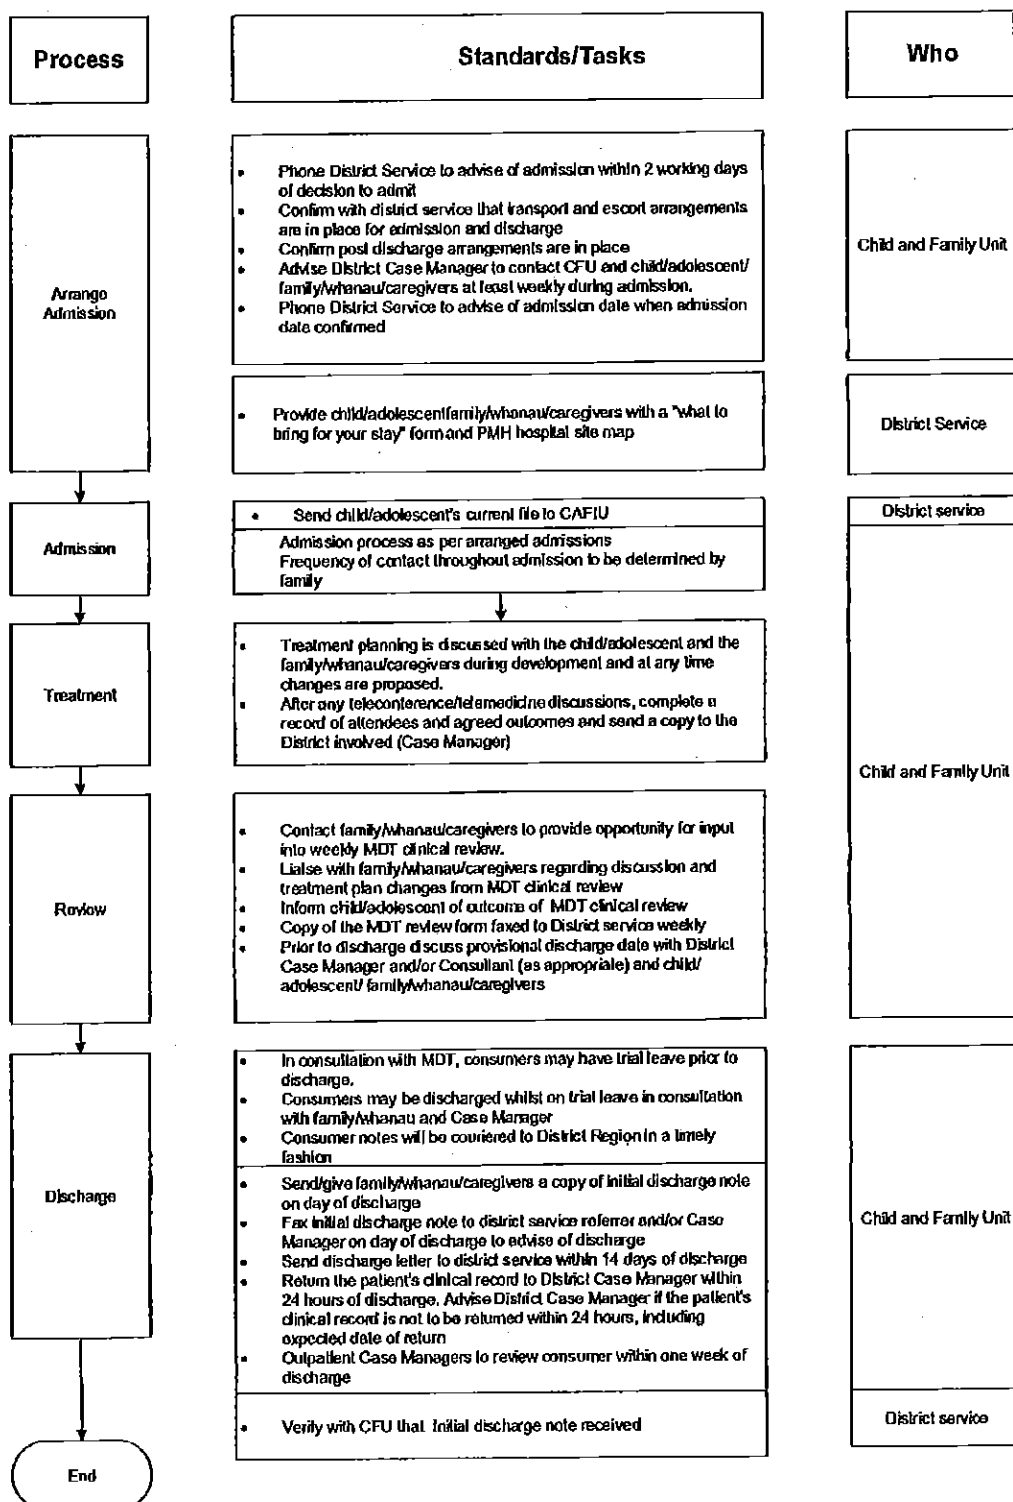 Process
Standards/Tasks
Who
Arrange
Admission
• Phone District Service to advise of admission within 2 working days
of decision to admit
• Confirm with district service that transport and escort arrangements
are in place for admission and discharge
• Confirm post discharge arrangements are in place
• Advise District Case Manager to contact CFU and child/adolescent/
family/whanau/caregivers at least weekly during admission.
• Phone District Service to advise of admission date when admission
date confirmed
Child and Family Unit
• Provide child/adolescent/family/whanau/caregivers with a "what to
bring for your stay" form and PMH hospital site map
District Service
Admission
• Send child/adolescent's current file to CAFIU
District service
Admission process as per arranged admissions
Frequency of contact throughout admission to be determined by
family
Treatment
• Treatment planning is discussed with the child/adolescent and the
family/whanau/caregivers during development and at any time
changes are proposed.
• After any teleconference/telemedicine discussions, complete a
record of attendees and agreed outcomes and send a copy to the
District involved (Case Manager)
Child and Family Unit
Review
• Contact family/whanau/caregivers to provide opportunity for input
into weekly MDT clinical review.
• Liaise with family/whanau/caregivers regarding discussion and
treatment plan changes from MDT clinical review
• Inform child/adolescent of outcome of MDT clinical review
• Copy of the MDT review form faxed to District service weekly
• Prior to discharge discuss provisional discharge date with District
Case Manager and/or Consultant (as appropriate) and child/
adolescent/ family/whanau/caregivers
Discharge
• In consultation with MDT, consumers may have trial leave prior to
discharge.
• Consumers may be discharged whilst on trial leave in consultation
with family/whanau and Case Manager
• Consumer notes will be couriered to District Region in a timely
fashion
• Send/give family/whanau/caregivers a copy of initial discharge note
on day of discharge
• Fax initial discharge note to district service referrer and/or Case
Manager on day of discharge to advise of discharge
• Send discharge letter to district service within 14 days of discharge
• Return the patient's clinical record to District Case Manager within
24 hours of discharge. Advise District Case Manager if the patient's
clinical record is not to be returned within 24 hours, including
expected date of return
• Outpatient Case Managers to review consumer within one week of
discharge
Child and Family Unit
• Verify with CFU that Initial discharge note received
District service
End